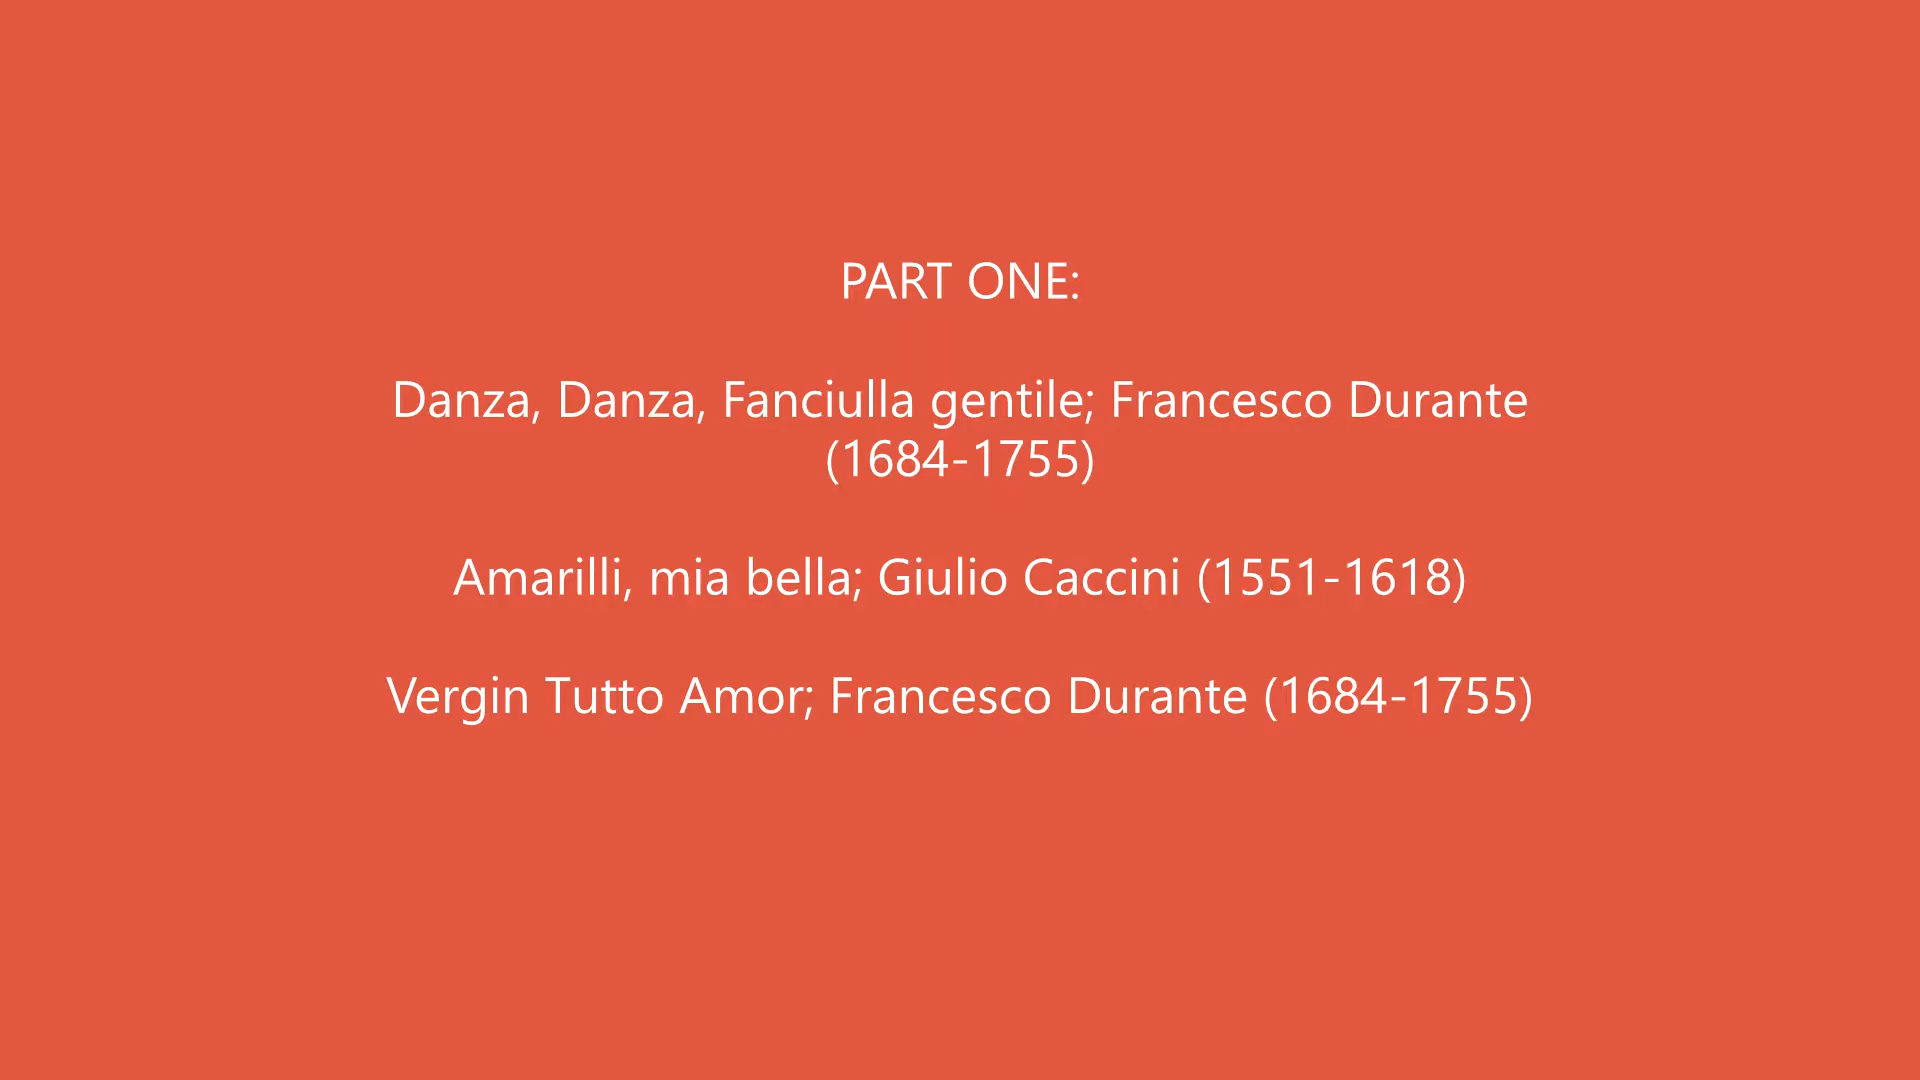 PART ONE:
Danza, Danza, Fanciulla gentile; Francesco Durante
(1684-1755)
Amarilli, mia bella; Giulio Caccini (1551-1618)
Vergin Tutto Amor; Francesco Durante (1684-1755)